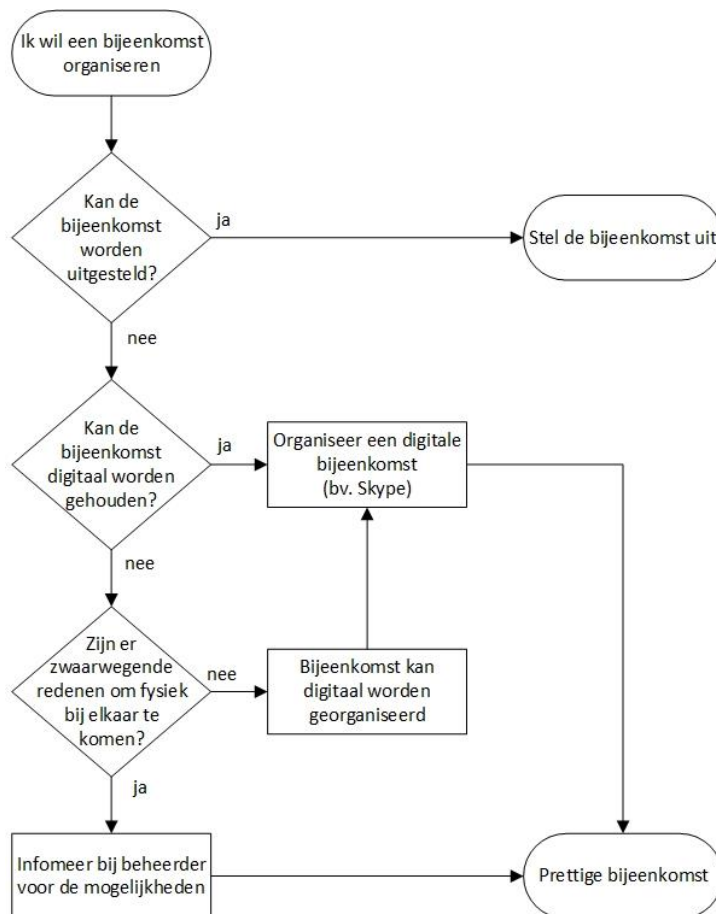 Ik wil een bijeenkomst
organiseren
Kan de
bijeenkomst
worden
uitgesteld?
ja
Stel de bijeenkomst uit
nee
Kan de
bijeenkomst
digitaal worden
gehouden?
ja
Organiseer een digitale
bijeenkomst
(bv. Skype)
nee
Zijn er
zwaarwegende
redenen om fysiek
bij elkaar te
komen?
nee
Bijeenkomst kan
digitaal worden
georganiseerd
ja
Infomeer bij beheerder
voor de mogelijkheden
Prettige bijeenkomst